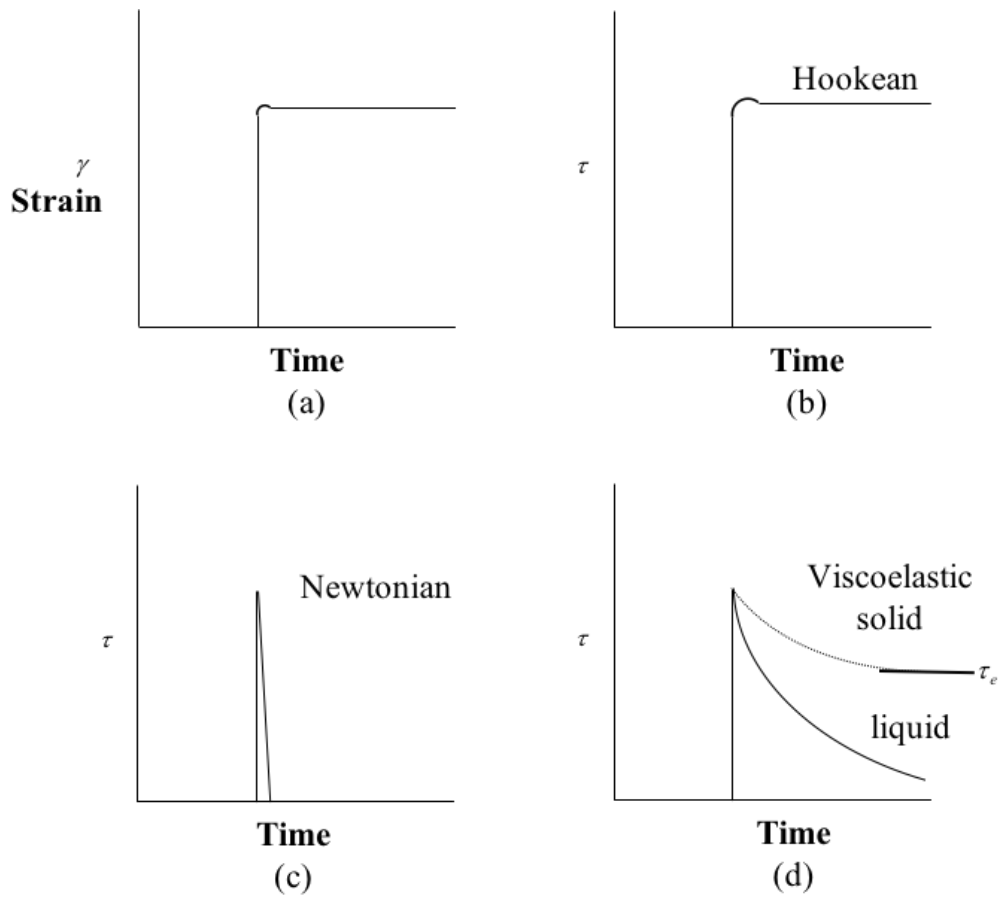 γ
Strain
Time
(a)
τ
Hookean
Time
(b)
τ
Newtonian
Time
(c)
τ
Viscoelastic
solid
τe
liquid
Time
(d)